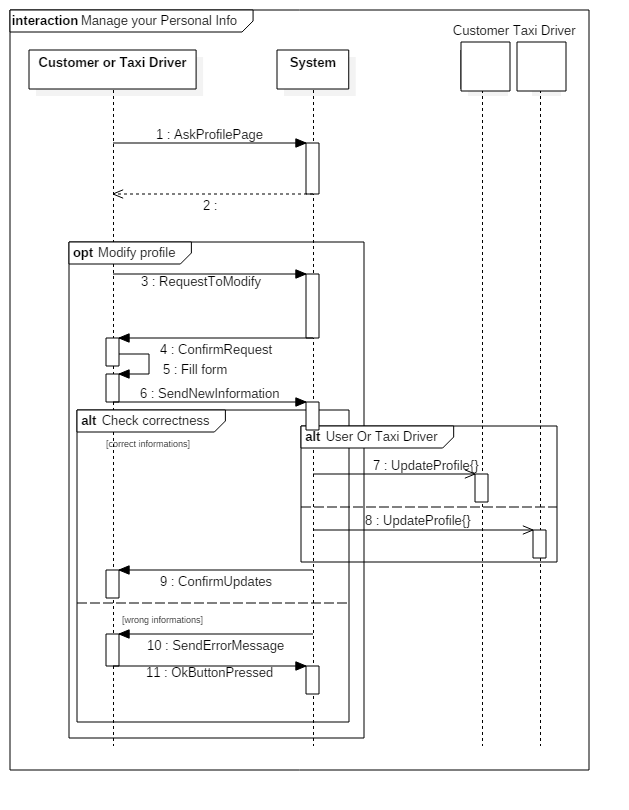 interaction Manage your Personal Info
Customer Taxi Driver
Customer or Taxi Driver
System
1 : AskProfilePage
2 :
opt Modify profile
3 : RequestToModify
4 : ConfirmRequest
5 : Fill form
6 : SendNewInformation
alt Check correctness
alt User Or Taxi Driver
[correct informations]
7 : UpdateProfile{}
8 : UpdateProfile{}
9 : ConfirmUpdates
[wrong informations]
10 : SendErrorMessage
11 : OkButtonPressed